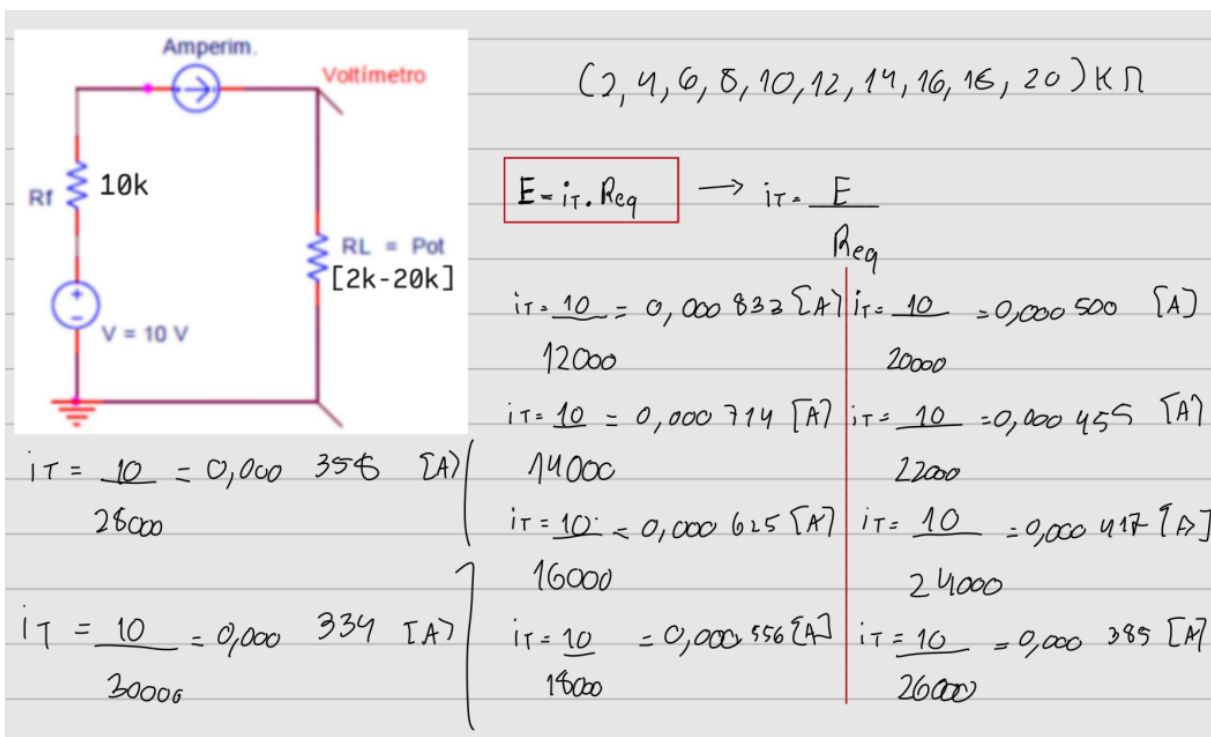 Amperim.
Voltímetro
Rf
10k
RL = Pot
[2k-20k]
V = 10 V
(2, 4, 6, 8, 10, 12, 14, 16, 16, 20) K Ω
E = iT . Req → iT = E
Req
iT = 10 = 0,000 833 [A]
12000
iT = 10 = 0,000 714 [A]
14000
iT = 10 = 0,000 625 [A]
16000
iT = 10 = 0,000 556 [A]
18000
iT = 10 = 0,000 500 [A]
20000
iT = 10 = 0,000 455 [A]
22000
iT = 10 = 0,000 417 [A]
24000
iT = 10 = 0,000 385 [A]
26000
iT = 10 = 0,000 358 [A]
28000
iT = 10 = 0,000 334 [A]
30000